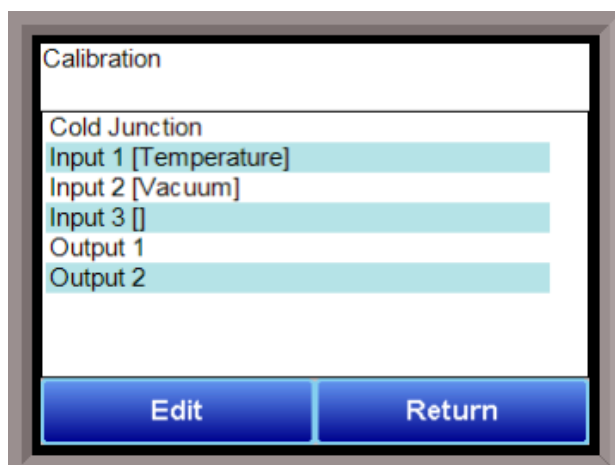 Calibration
Cold Junction
Input 1 [Temperature]
Input 2 [Vacuum]
Input 3 []
Output 1
Output 2
Edit Return